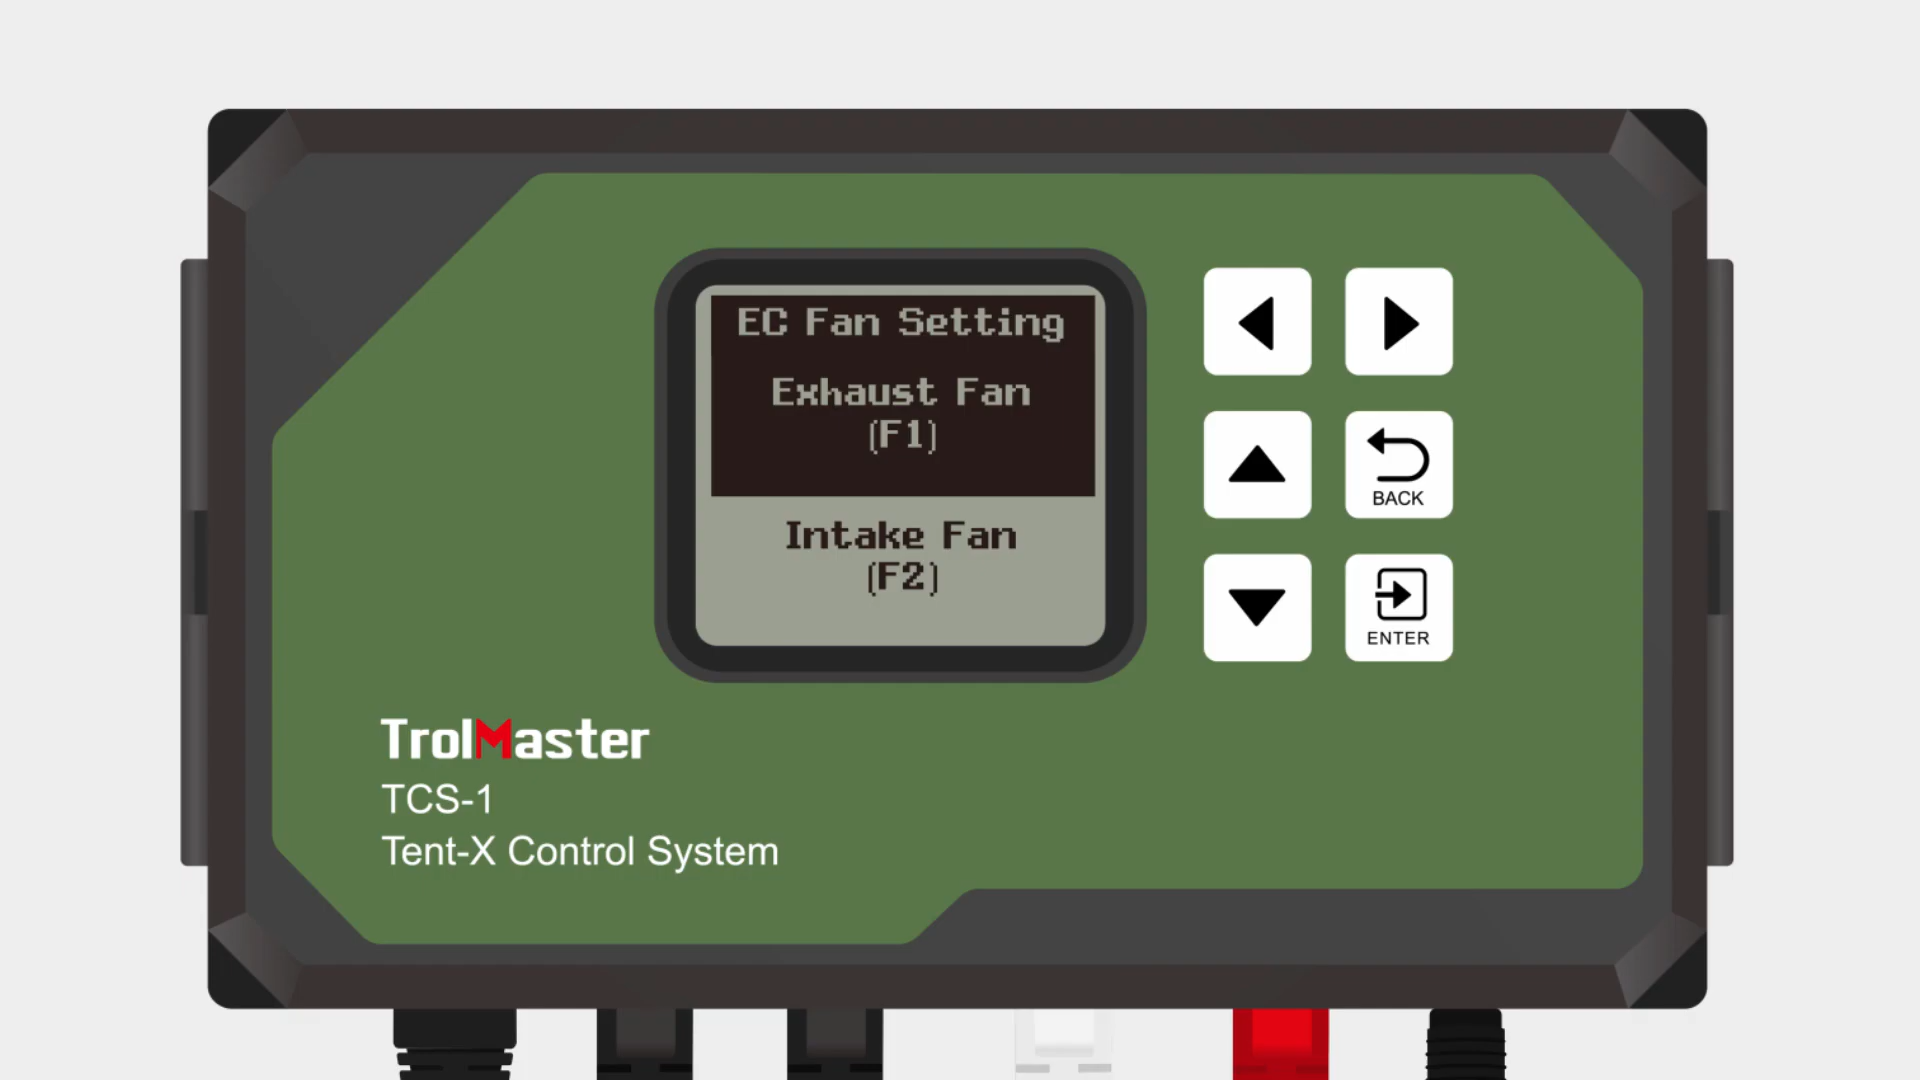 EC Fan Setting
Exhaust Fan
(F1)
Intake Fan
(F2)
BACK
ENTER
TrolMaster
TCS-1
Tent-X Control System